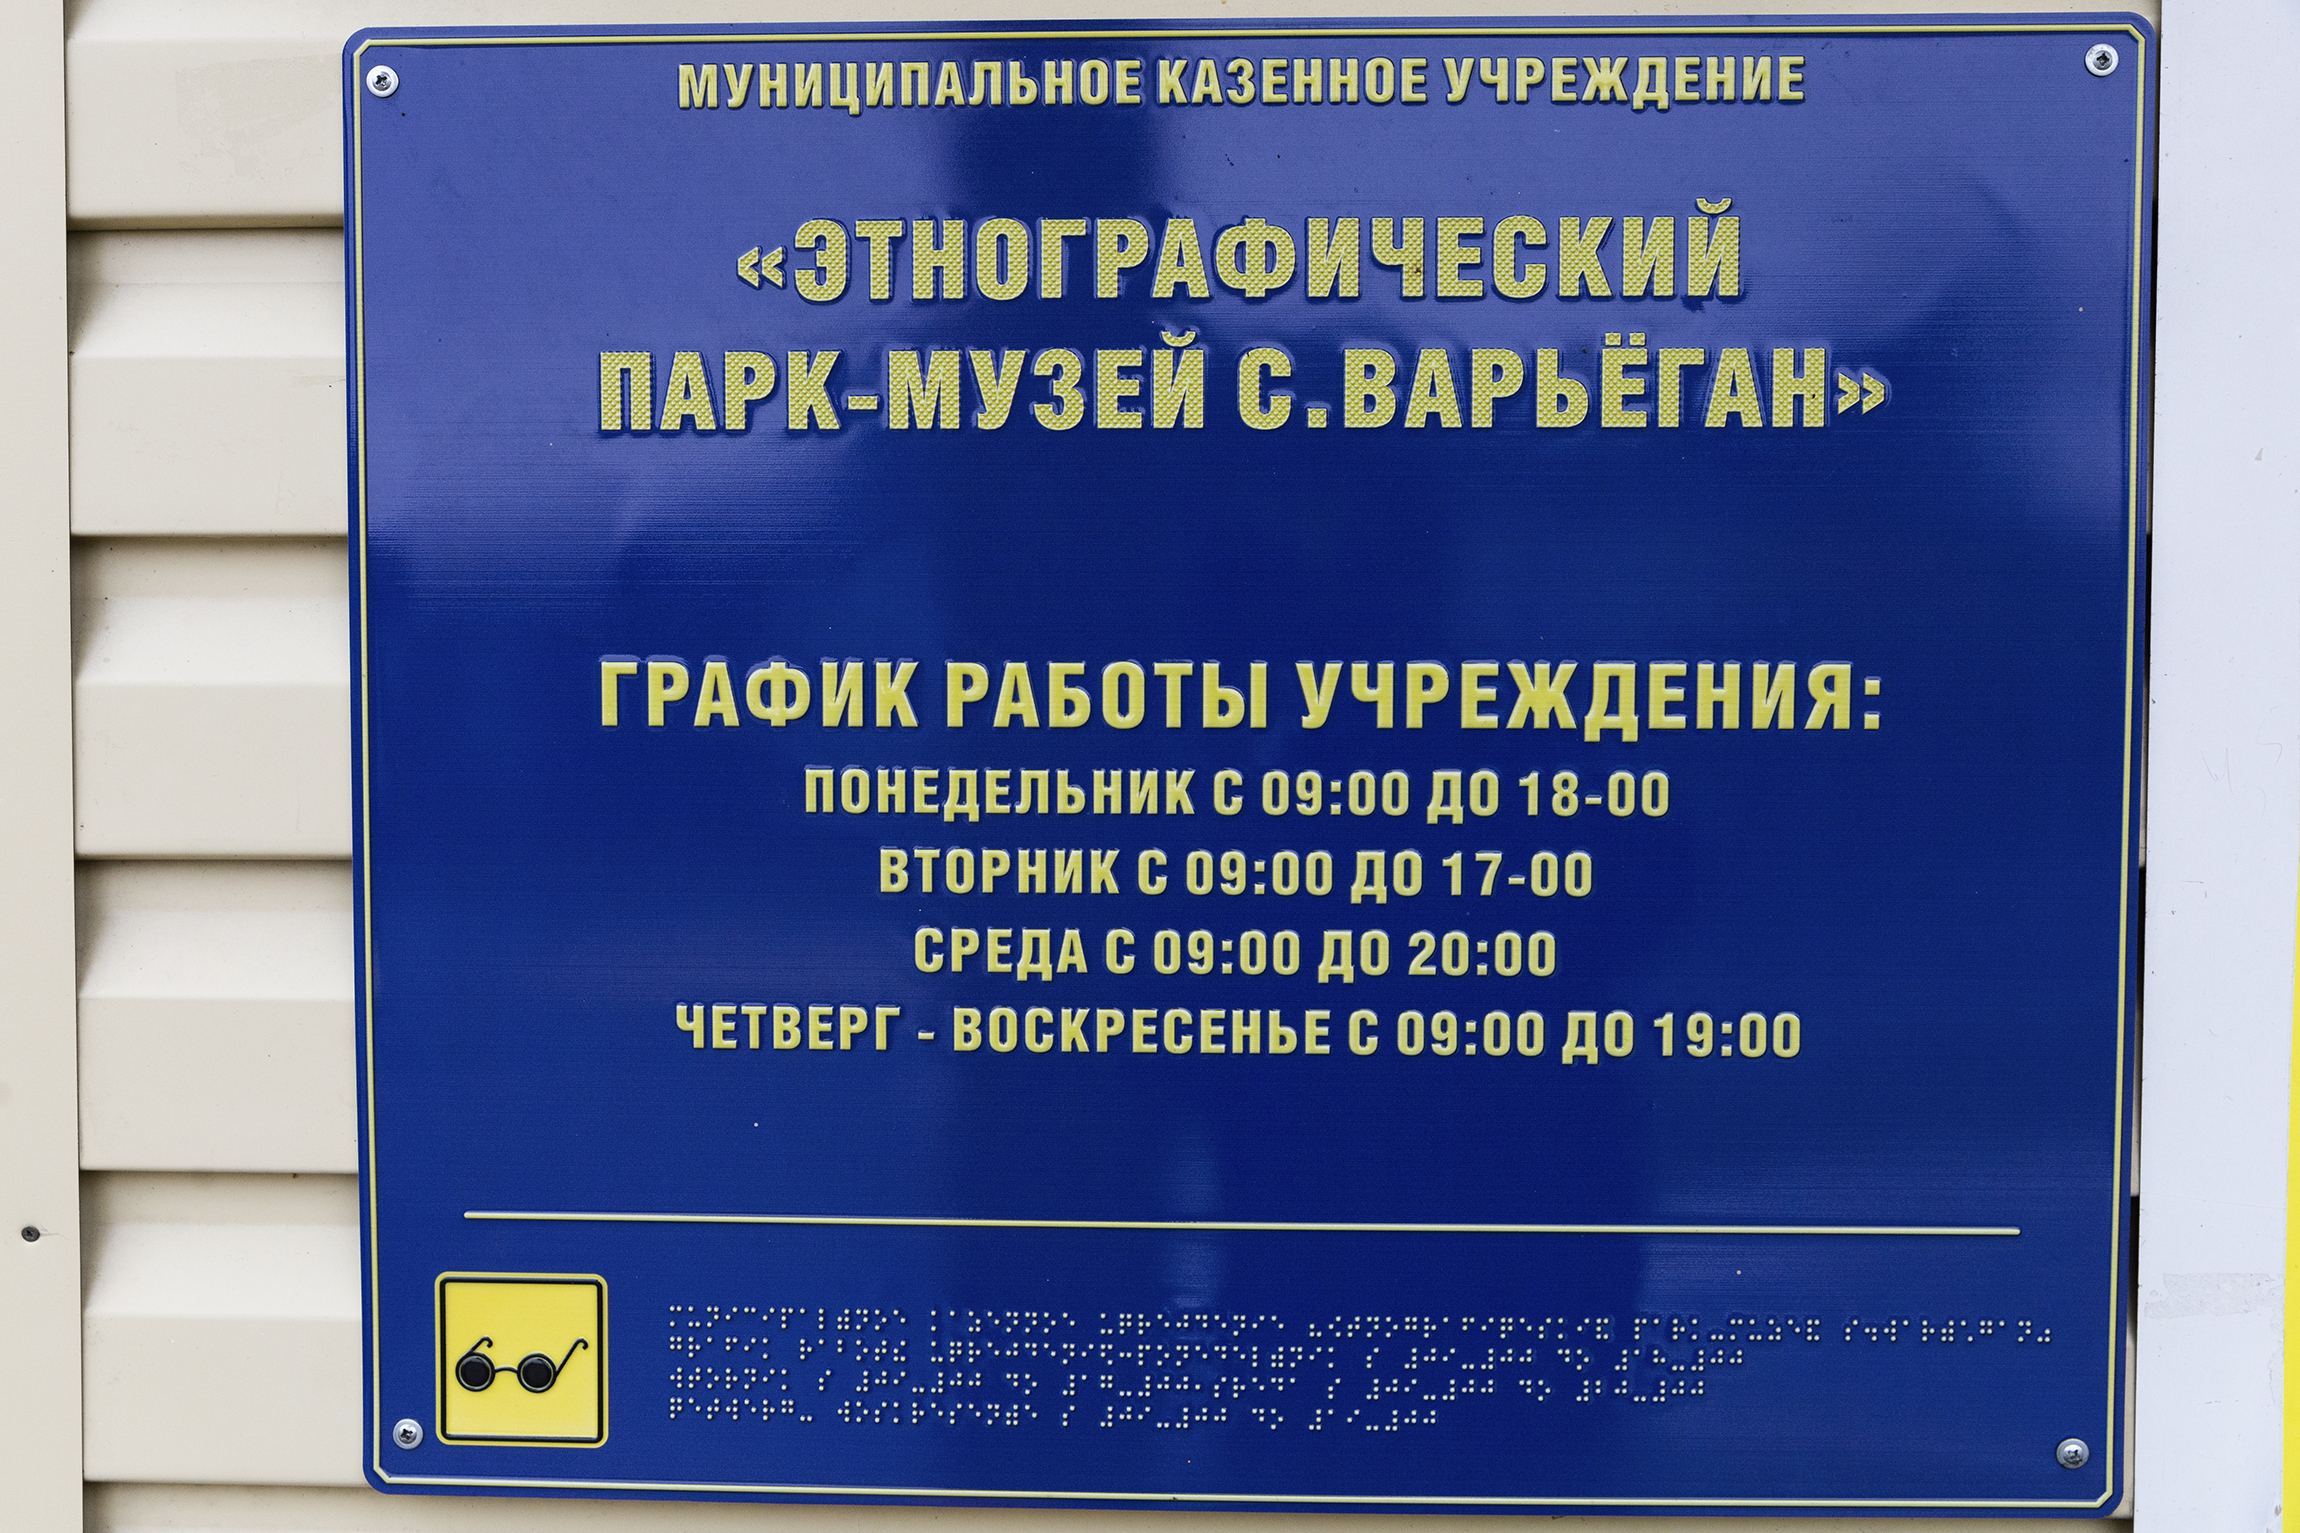 МУНИЦИПАЛЬНОЕ КАЗЕННОЕ УЧРЕЖДЕНИЕ
«ЭТНОГРАФИЧЕСКИЙ
ПАРК-МУЗЕЙ С.ВАРЬЁГАН»
ГРАФИК РАБОТЫ УЧРЕЖДЕНИЯ:
ПОНЕДЕЛЬНИК С 09:00 ДО 18-00
ВТОРНИК С 09:00 ДО 17-00
СРЕДА С 09:00 ДО 20:00
ЧЕТВЕРГ - ВОСКРЕСЕНЬЕ С 09:00 ДО 19:00